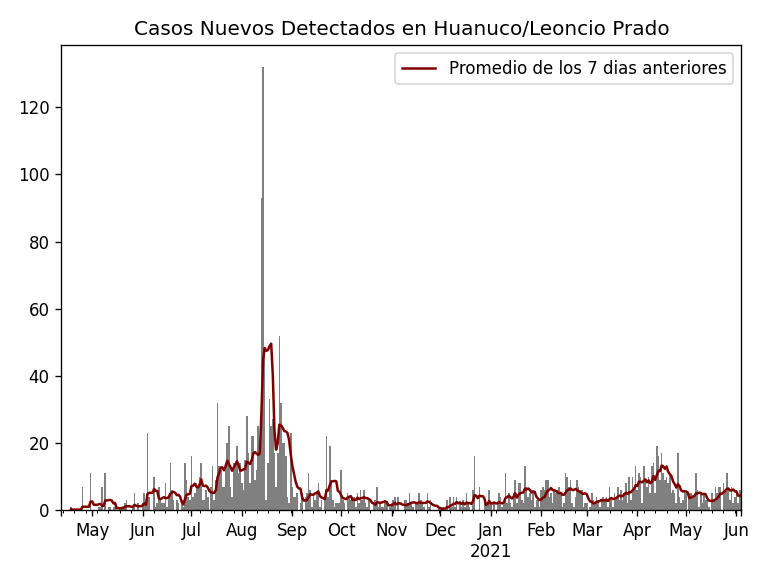 Casos Nuevos Detectados en Huanuco/Leoncio Prado
Promedio de los 7 dias anteriores
120
100
80
60
40
20
0
May Jun Jul Aug Sep Oct Nov Dec Jan Feb Mar Apr May Jun
2021